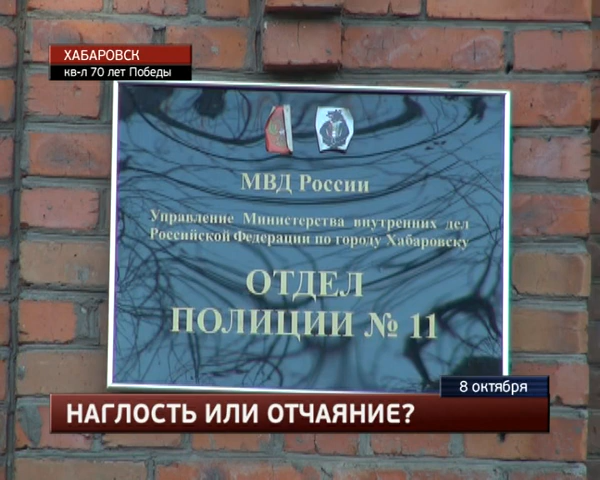 ХАБАРОВСК
кв-л 70 лет Победы
МВД России
Управление Министерства внутренних дел
Российской Федерации по городу Хабаровску
ОТДЕЛ
ПОЛИЦИИ № 11
8 октября
НАГЛОСТЬ ИЛИ ОТЧАЯНИЕ?